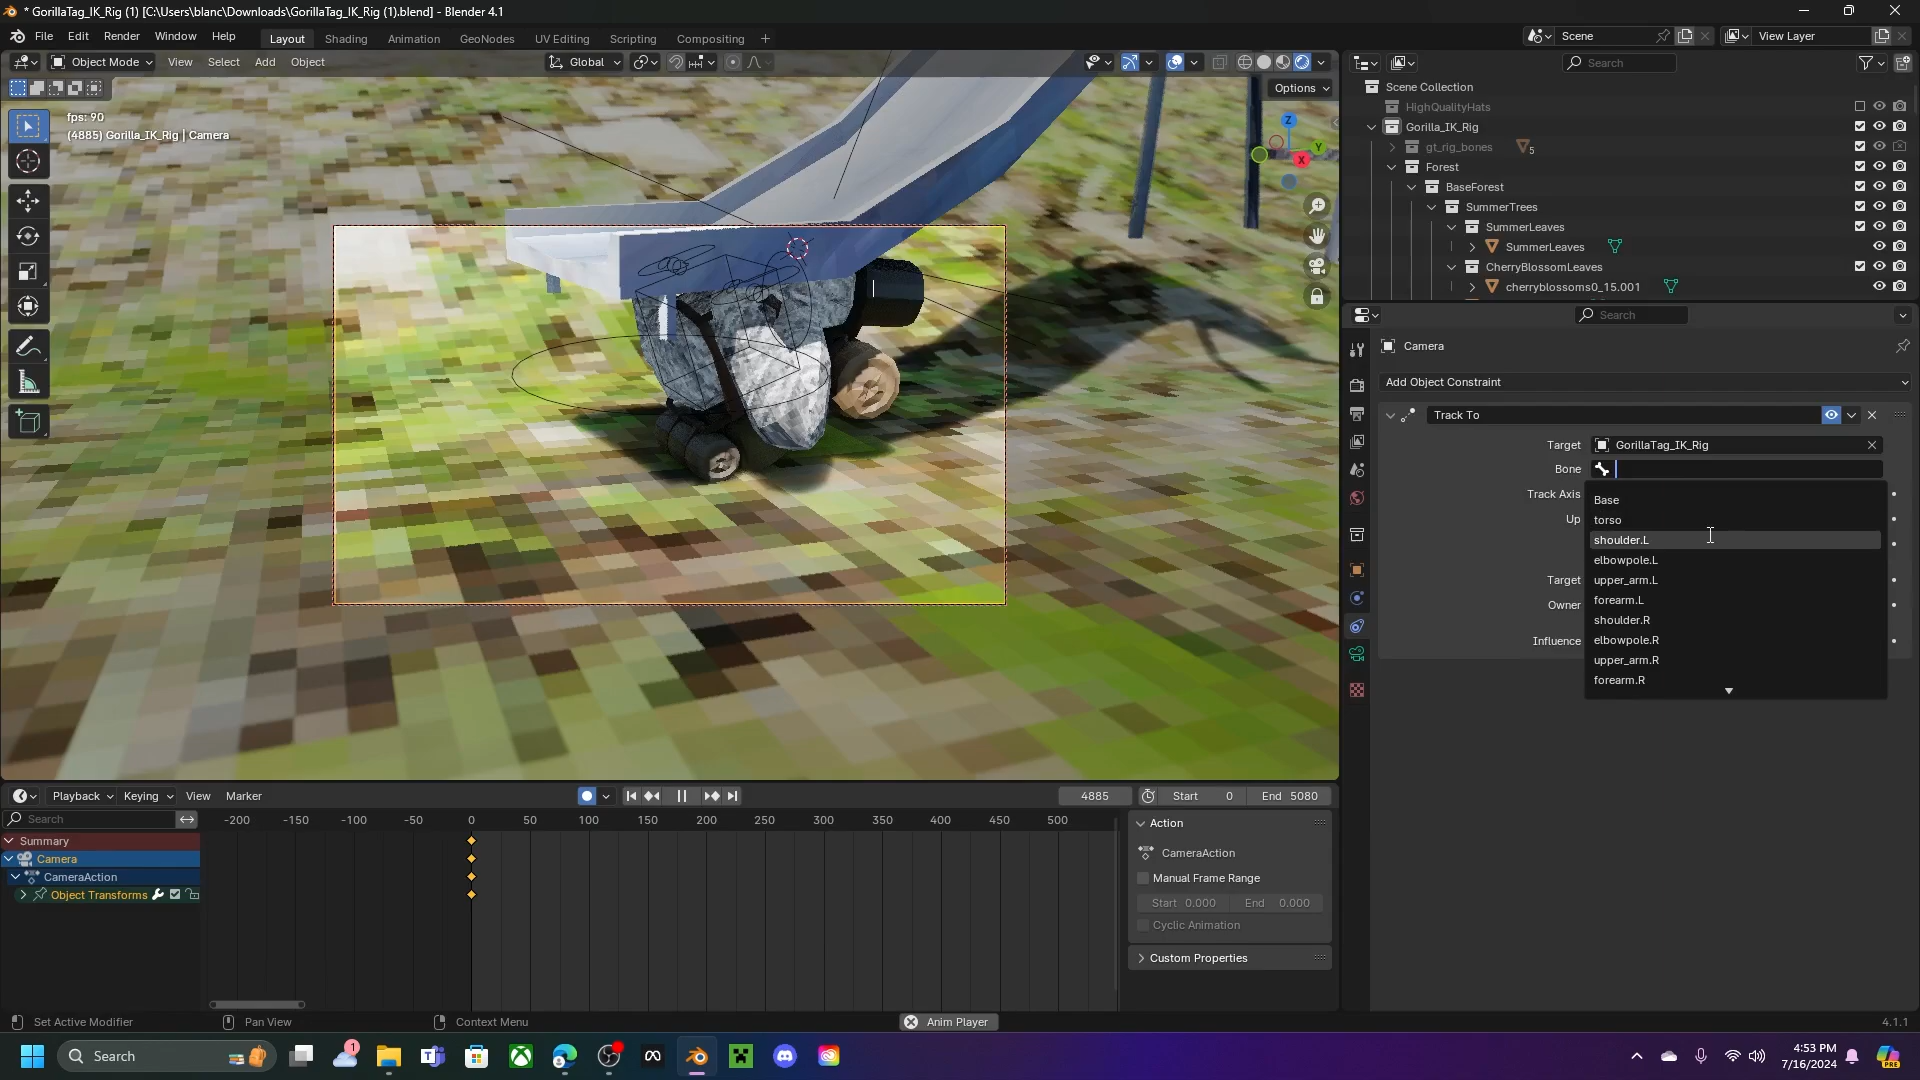 * GorillaTag_IK_Rig (1) [C:\Users\blanc\Downloads\GorillaTag_IK_Rig (1).blend] - Blender 4.1
File Edit Render Window Help Layout Shading Animation GeoNodes UV Editing Scripting Compositing + Scene View Layer
Object Mode View Select Add Object Global Search
Options
fps: 90
(4885) Gorilla_IK_Rig | Camera
Z
Y
X
Scene Collection
HighQualityHats
Gorilla_IK_Rig
gt_rig_bones 5
Forest
BaseForest
SummerTrees
SummerLeaves
SummerLeaves
CherryBlossomLeaves
cherryblossoms0_15.001
Search
Camera
Add Object Constraint
Track To
Target GorillaTag_IK_Rig
Bone
Track Axis
Up
Target
Owner
Influence
Base
torso
shoulder.L
elbowpole.L
upper_arm.L
forearm.L
shoulder.R
elbowpole.R
upper_arm.R
forearm.R
Playback Keying View Marker 4885 Start 0 End 5080
Search -200 -150 -100 -50 0 50 100 150 200 250 300 350 400 450 500
Summary
Camera
CameraAction
Object Transforms
Action
CameraAction
Manual Frame Range
Start 0.000 End 0.000
Cyclic Animation
Custom Properties
Set Active Modifier Pan View Context Menu Anim Player 4.1.1
Search 1 4:53 PM
7/16/2024
PRE